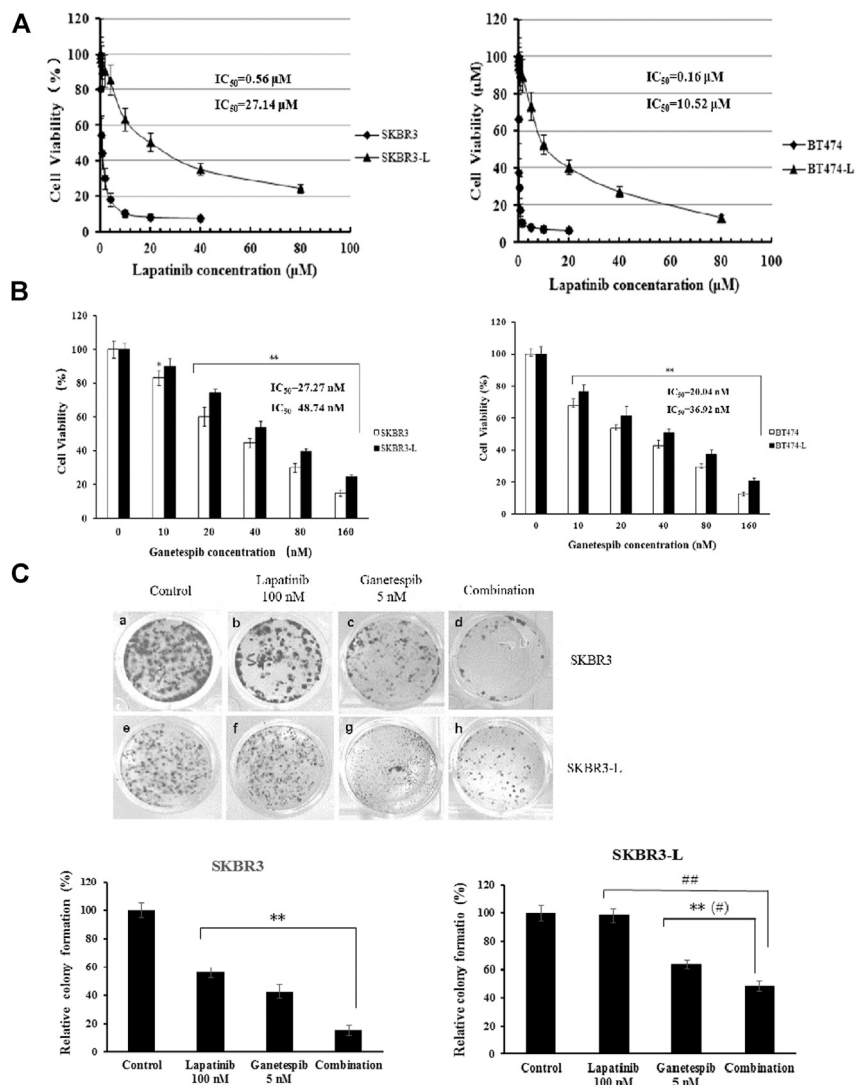 A
Cell Viability (%)
120
100
80
60
40
20
0
0 20 40 60 80 100
Lapatinib concentration (μM)
IC50=0.56 μM
IC50=27.14 μM
SKBR3
SKBR3-L
Cell Viability (μM)
120
100
80
60
40
20
0
0 20 40 60 80 100
Lapatinib concentaration (μM)
IC50=0.16 μM
IC50=10.52 μM
BT474
BT474-L
B
Cell Viability (%)
120
100
80
60
40
20
0
0 10 20 40 80 160
Ganetespib concentration (nM)
*
**
IC50=27.27 nM
IC50=48.74 nM
SKBR3
SKBR3-L
Cell Viability (%)
120
100
80
60
40
20
0
0 10 20 40 80 160
Ganetespib concentration (nM)
**
IC50=20.04 nM
IC50=36.92 nM
BT474
BT474-L
C
Control
Lapatinib
100 nM
Ganetespib
5 nM
Combination
a b c d
SKBR3
e f g h
SKBR3-L
SKBR3
Relative colony formation (%)
120
100
80
60
40
20
0
**
Control
Lapatinib
100 nM
Ganetespib
5 nM
Combination
SKBR3-L
Relative colony formatio (%)
120
100
80
60
40
20
0
##
** (#)
Control
Lapatinib
100 nM
Ganetespib
5 nM
Combination